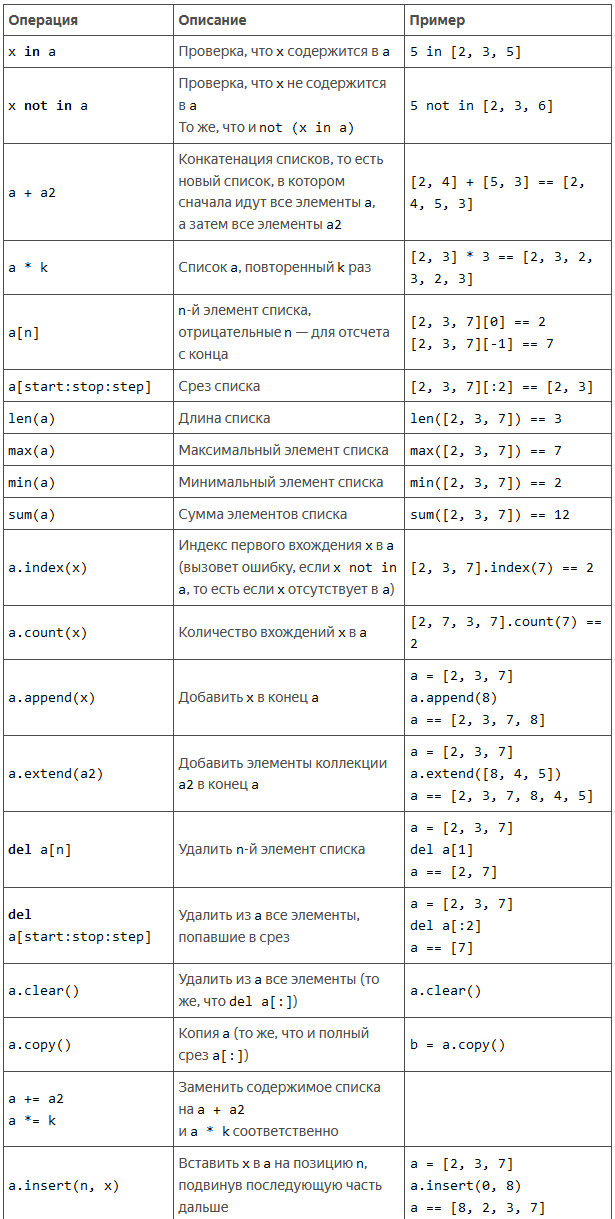 Операция Описание Пример
x in a Проверка, что x содержится в a 5 in [2, 3, 5]
x not in a
Проверка, что x не содержится
в a
То же, что и not (x in a)
5 not in [2, 3, 6]
a + a2
Конкатенация списков, то есть
новый список, в котором
сначала идут все элементы a,
а затем все элементы a2
[2, 4] + [5, 3] == [2,
4, 5, 3]
a * k
Список a, повторенный k раз
[2, 3] * 3 == [2, 3, 2,
3, 2, 3]
a[n]
n-й элемент списка,
отрицательные n — для отсчета
с конца
[2, 3, 7][0] == 2
[2, 3, 7][-1] == 7
a[start:stop:step] Срез списка [2, 3, 7][:2] == [2, 3]
len(a) Длина списка len([2, 3, 7]) == 3
max(a) Максимальный элемент списка max([2, 3, 7]) == 7
min(a) Минимальный элемент списка min([2, 3, 7]) == 2
sum(a) Сумма элементов списка sum([2, 3, 7]) == 12
a.index(x)
Индекс первого вхождения x в a
(вызовет ошибку, если x not in
a, то есть если x отсутствует в a)
[2, 3, 7].index(7) == 2
a.count(x)
Количество вхождений x в a
[2, 7, 3, 7].count(7) ==
2
a.append(x)
Добавить x в конец a
a = [2, 3, 7]
a.append(8)
a == [2, 3, 7, 8]
a.extend(a2)
Добавить элементы коллекции
a2 в конец a
a = [2, 3, 7]
a.extend([8, 4, 5])
a == [2, 3, 7, 8, 4, 5]
del a[n]
Удалить n-й элемент списка
a = [2, 3, 7]
del a[1]
a == [2, 7]
del
a[start:stop:step]
Удалить из a все элементы,
попавшие в срез
a = [2, 3, 7]
del a[:2]
a == [7]
a.clear()
Удалить из a все элементы (то
же, что del a[:])
a.clear()
a.copy()
Копия a (то же, что и полный
срез a[:])
b = a.copy()
a += a2
a *= k
Заменить содержимое списка
на a + a2
и a * k соответственно
a.insert(n, x)
Вставить x в a на позицию n,
подвинув последующую часть
дальше
a = [2, 3, 7]
a.insert(0, 8)
a == [8, 2, 3, 7]